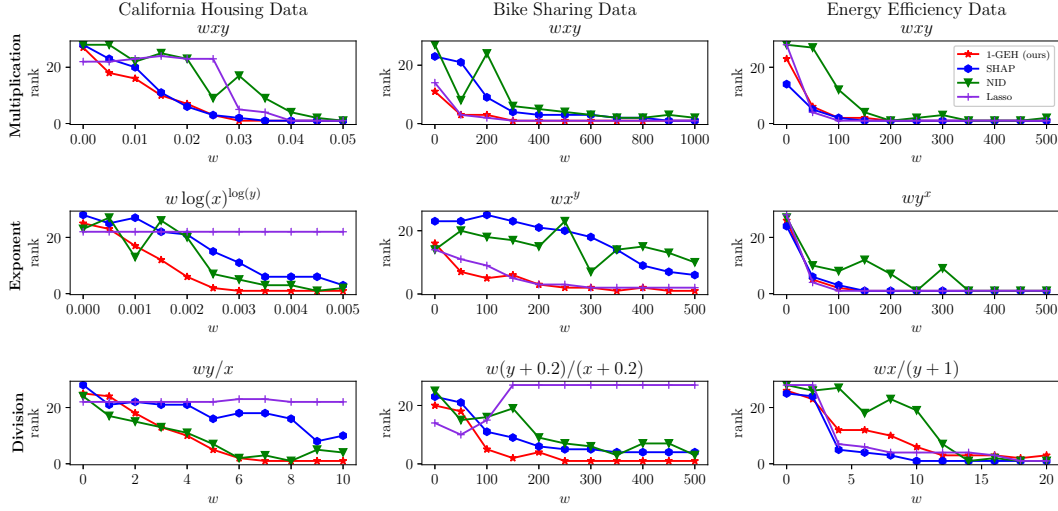 California Housing Data Bike Sharing Data Energy Efficiency Data
wxy wxy wxy
Multiplication
rank rank rank
20 20 20
0 0 0
1-GEH (ours)
SHAP
NID
Lasso
0.00 0.01 0.02 0.03 0.04 0.05 0 200 400 600 800 1000 0 100 200 300 400 500
w w w
w log(x)^log(y) wx^y wy^x
Exponent
rank rank rank
20 20 20
0 0 0
0.000 0.001 0.002 0.003 0.004 0.005 0 100 200 300 400 500 0 100 200 300 400 500
w w w
wy/x w(y + 0.2)/(x + 0.2) wx/(y + 1)
Division
rank rank rank
20 20 20
0 0 0
0 2 4 6 8 10 0 100 200 300 400 500 0 5 10 15 20
w w w